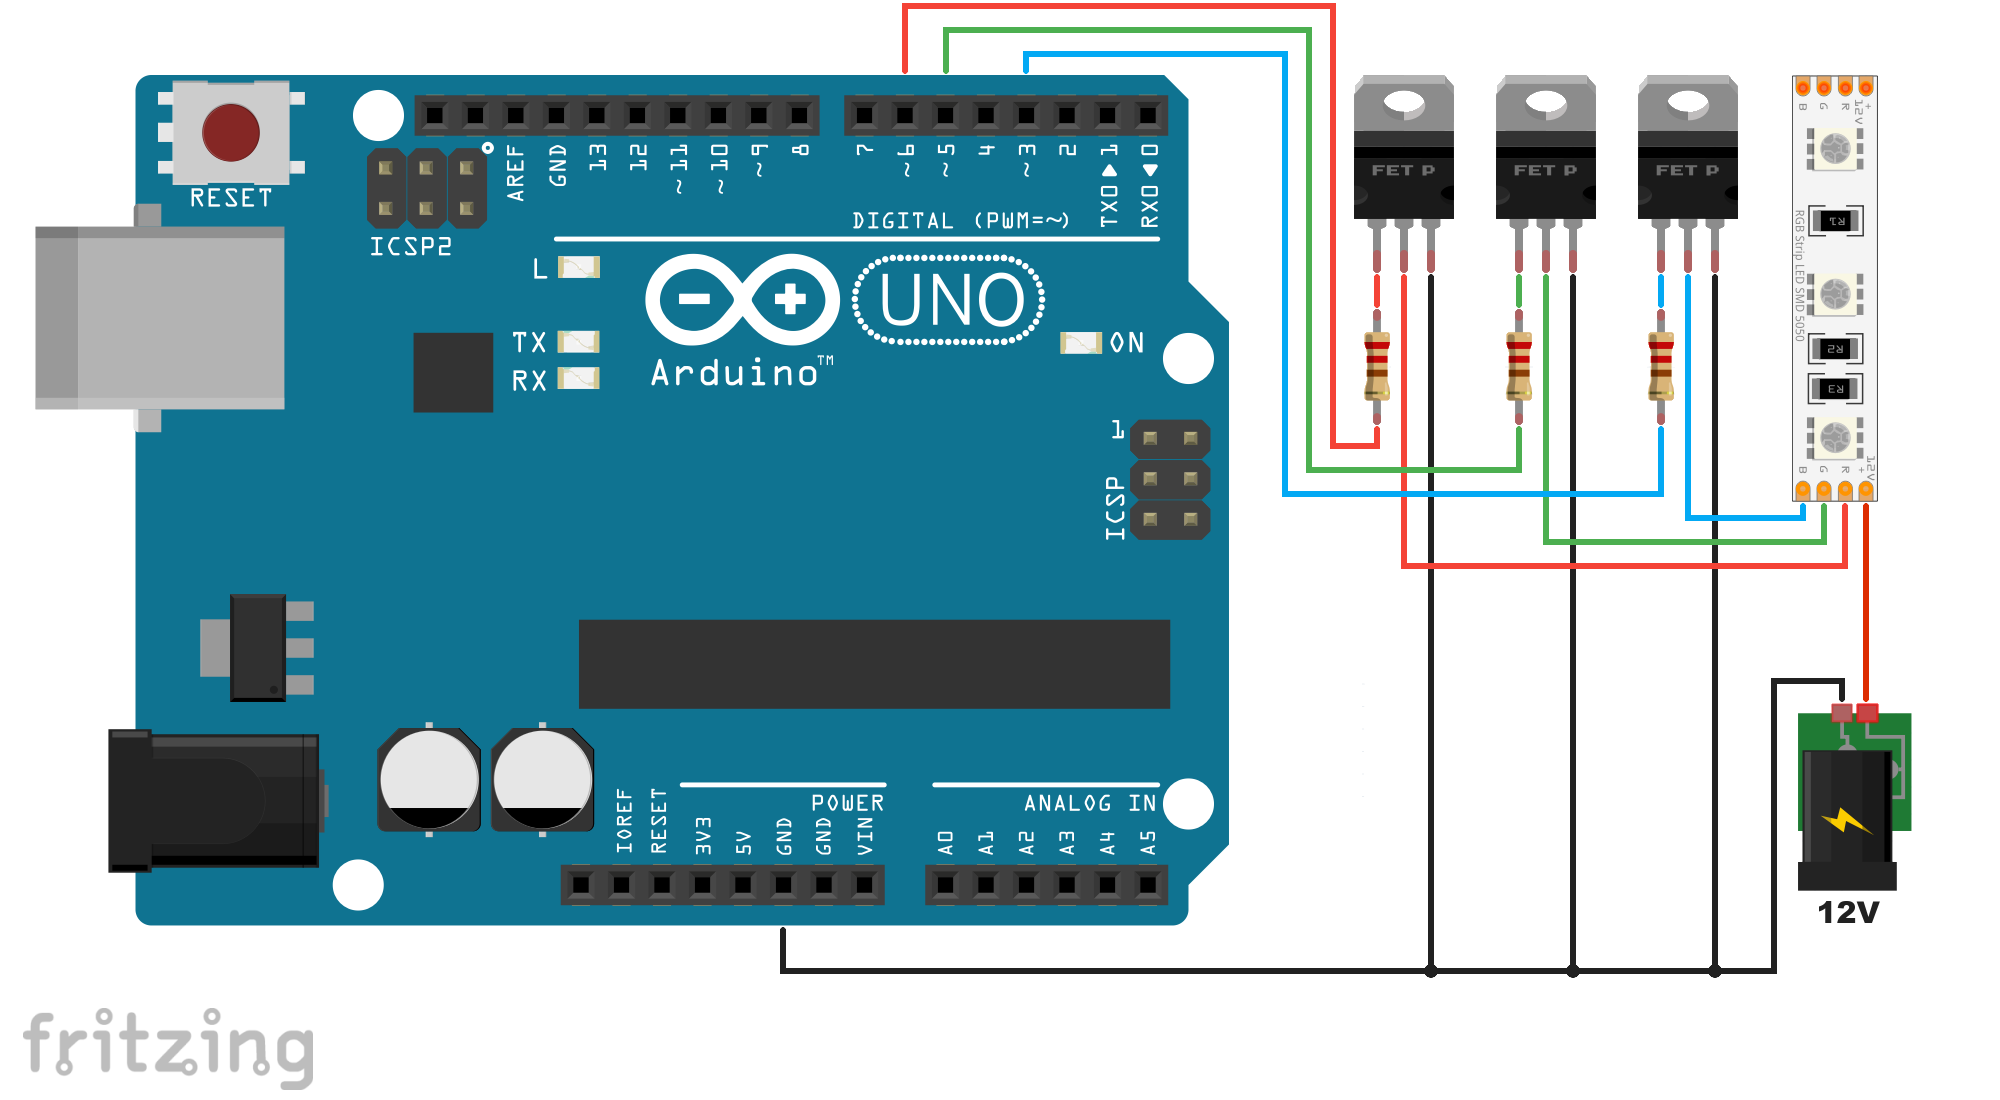 RESET
ICSP2
AREF
GND
13
12
~11
~10
~9
8
7
~6
~5
4
~3
2
TX0▶1
RX0◀0
DIGITAL (PWM=~)
L
TX
RX
Arduino™
UNO
ON
1
ICSP
POWER
ANALOG IN
IOREF
RESET
3V3
5V
GND
GND
VIN
A0
A1
A2
A3
A4
A5
FET P
FET P
FET P
B
G
R
+
12V
R1
RGB Strip LED SMD 5050
R2
R3
B
G
R
+
12V
12V
fritzing